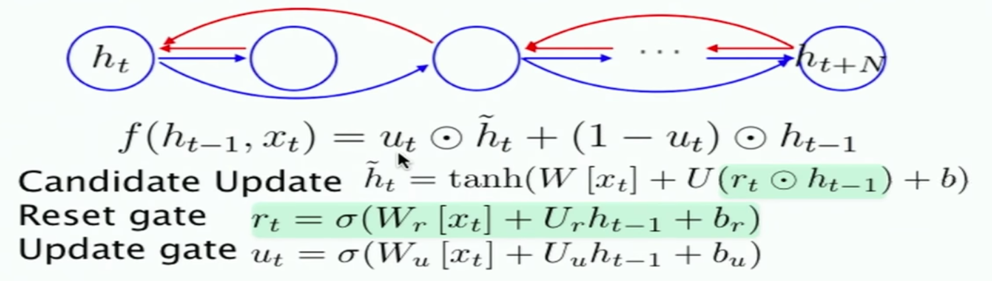 h_t ··· h_{t+N}
f(h_{t−1}, x_t) = u_t ⊙ h̃_t + (1 − u_t) ⊙ h_{t−1}
Candidate Update h̃_t = tanh(W [x_t] + U(r_t ⊙ h_{t−1}) + b)
Reset gate r_t = σ(W_r [x_t] + U_r h_{t−1} + b_r)
Update gate u_t = σ(W_u [x_t] + U_u h_{t−1} + b_u)